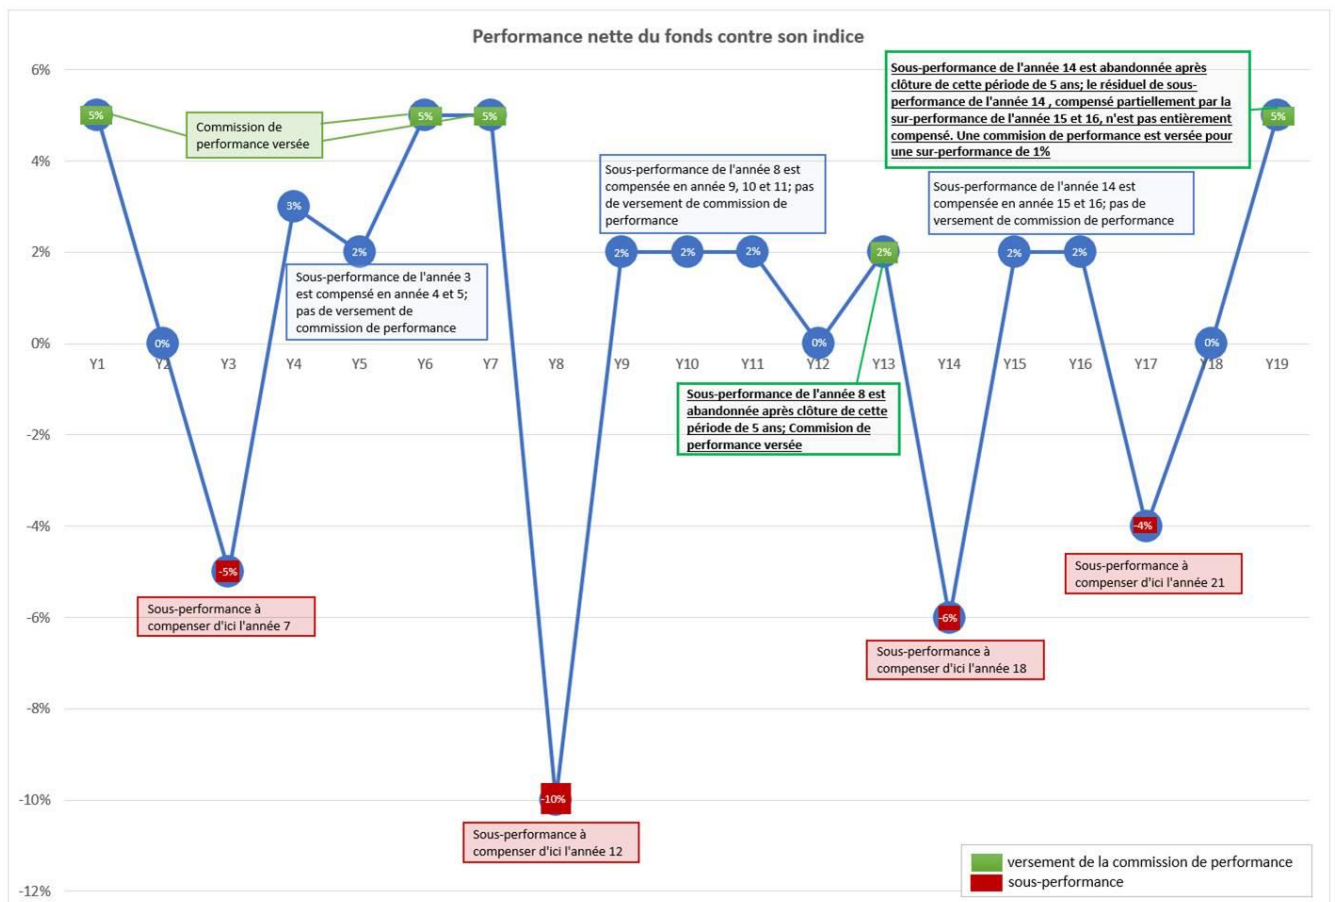 Performance nette du fonds contre son indice
6%
4%
2%
0%
-2%
-4%
-6%
-8%
-10%
-12%
Y1
Y2
Y3
Y4
Y5
Y6
Y7
Y8
Y9
Y10
Y11
Y12
Y13
Y14
Y15
Y16
Y17
Y18
Y19
5%
0%
-5%
3%
2%
5%
5%
-10%
2%
2%
2%
0%
2%
-6%
2%
2%
-4%
0%
5%
Commission de
performance versée
Sous-performance à
compenser d'ici l'année 7
Sous-performance de l'année 3
est compensé en année 4 et 5;
pas de versement de
commission de performance
Sous-performance à
compenser d'ici l'année 12
Sous-performance de l'année 8 est
compensée en année 9, 10 et 11; pas
de versement de commission de
performance
Sous-performance de l'année 8 est
abandonnée après clôture de cette
période de 5 ans; Commision de
performance versée
Sous-performance à
compenser d'ici l'année 18
Sous-performance de l'année 14 est
compensée en année 15 et 16; pas de
versement de commission de performance
Sous-performance à
compenser d'ici l'année 21
Sous-performance de l'année 14 est abandonnée après
clôture de cette période de 5 ans; le résiduel de sous-
performance de l'année 14 , compensé partiellement par la
sur-performance de l'année 15 et 16, n'est pas entièrement
compensé. Une commision de performance est versée pour
une sur-performance de 1%
versement de la commission de performance
sous-performance